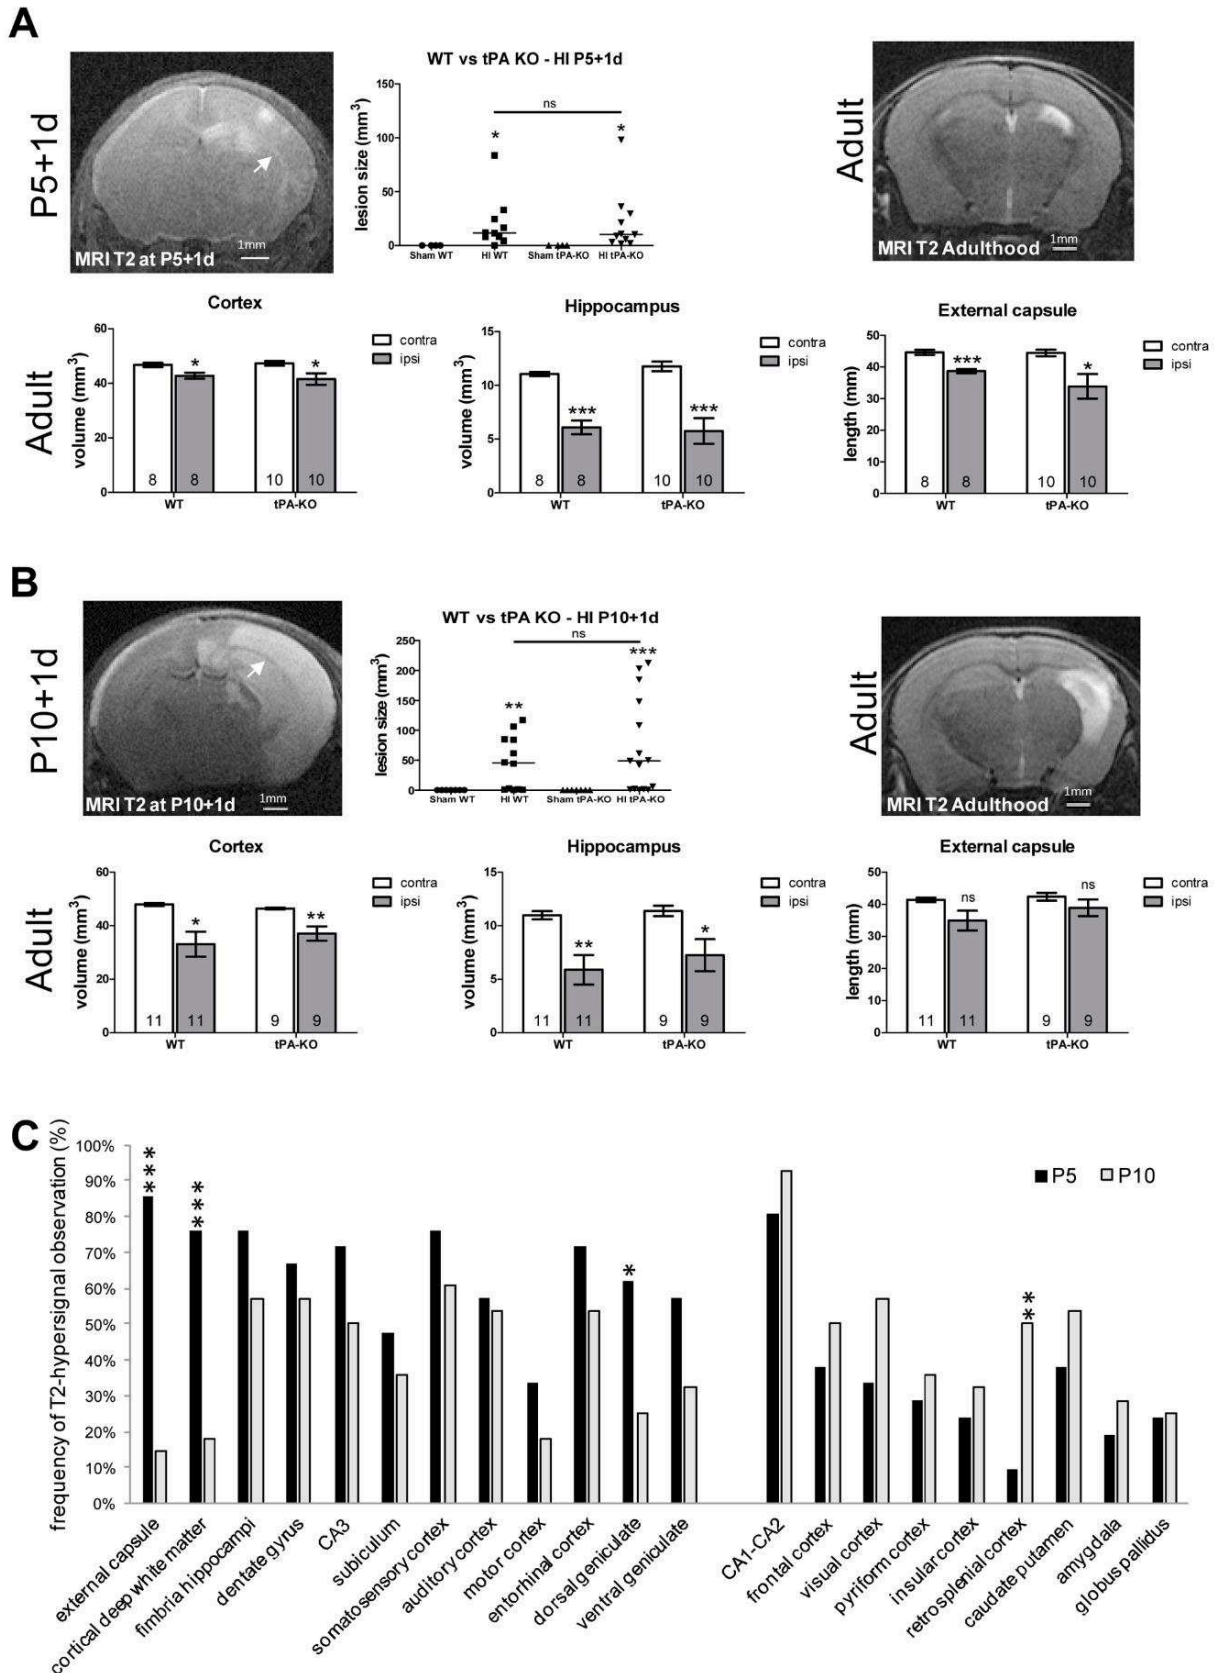 A
P5+1d
MRI T2 at P5+1d
1mm
WT vs tPA KO - HI P5+1d
lesion size (mm³)
150
100
50
0
ns
*
*
Sham WT
HI WT
Sham tPA-KO
HI tPA-KO
Adult
MRI T2 Adulthood
1mm
Adult
Cortex
volume (mm³)
60
40
20
0
contra
ipsi
*
*
8
8
10
10
WT
tPA-KO
Hippocampus
volume (mm³)
15
10
5
0
contra
ipsi
***
***
8
8
10
10
WT
tPA-KO
External capsule
length (mm)
50
40
30
20
10
0
contra
ipsi
***
*
8
8
10
10
WT
tPA-KO
B
P10+1d
MRI T2 at P10+1d
1mm
WT vs tPA KO - HI P10+1d
lesion size (mm³)
250
200
150
100
50
0
ns
**
***
Sham WT
HI WT
Sham tPA-KO
HI tPA-KO
Adult
MRI T2 Adulthood
1mm
Adult
Cortex
volume (mm³)
60
40
20
0
contra
ipsi
*
**
11
11
9
9
WT
tPA-KO
Hippocampus
volume (mm³)
15
10
5
0
contra
ipsi
**
*
11
11
9
9
WT
tPA-KO
External capsule
length (mm)
50
40
30
20
10
0
contra
ipsi
ns
ns
11
11
9
9
WT
tPA-KO
C
frequency of T2-hypersignal observation (%)
100%
90%
80%
70%
60%
50%
40%
30%
20%
10%
0%
***
***
*
**
P5
P10
external capsule
cortical deep white matter
fimbria hippocampi
dentate gyrus
CA3
subiculum
somatosensory cortex
auditory cortex
motor cortex
entorhinal cortex
dorsal geniculate
ventral geniculate
CA1-CA2
frontal cortex
visual cortex
pyriform cortex
insular cortex
retrosplenial cortex
caudate putamen
amygdala
globus pallidus